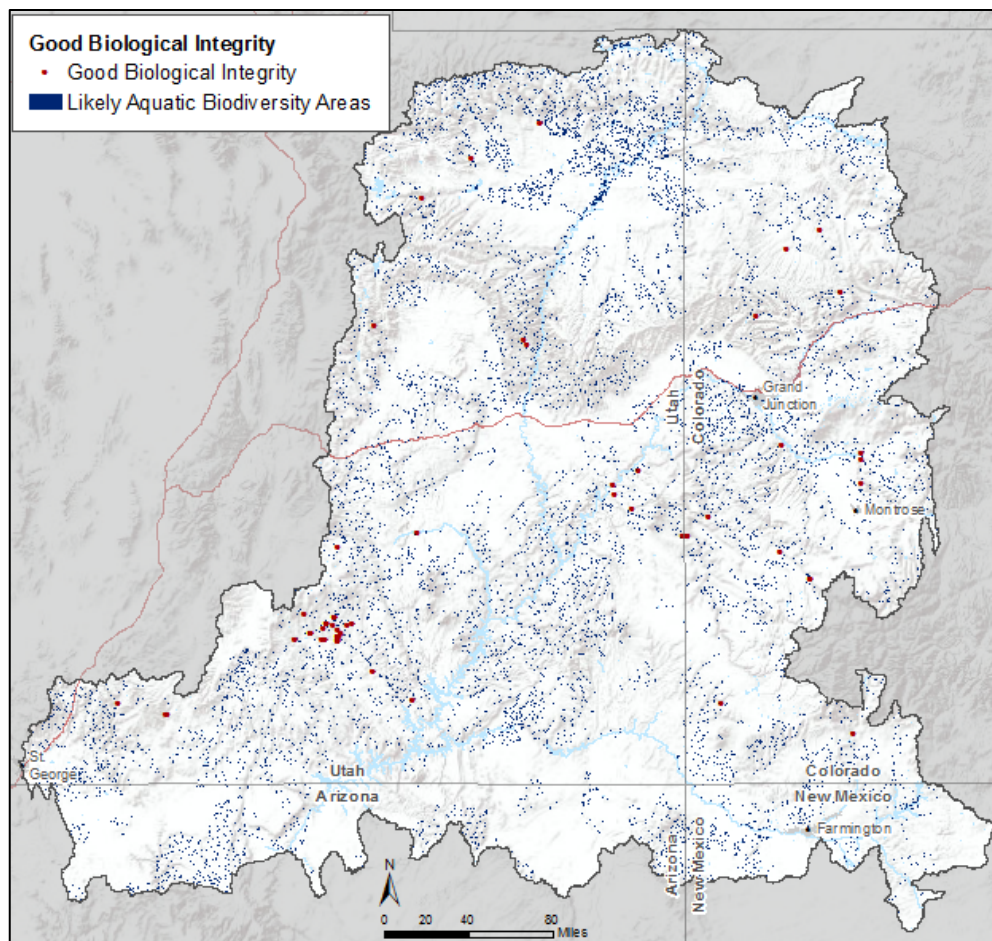 Good Biological Integrity
Good Biological Integrity
Likely Aquatic Biodiversity Areas
Utah
Colorado
Grand
Junction
Montrose
St.
George
Utah
Arizona
Colorado
New Mexico
Arizona
New Mexico
Farmington
N
0 20 40 80
Miles